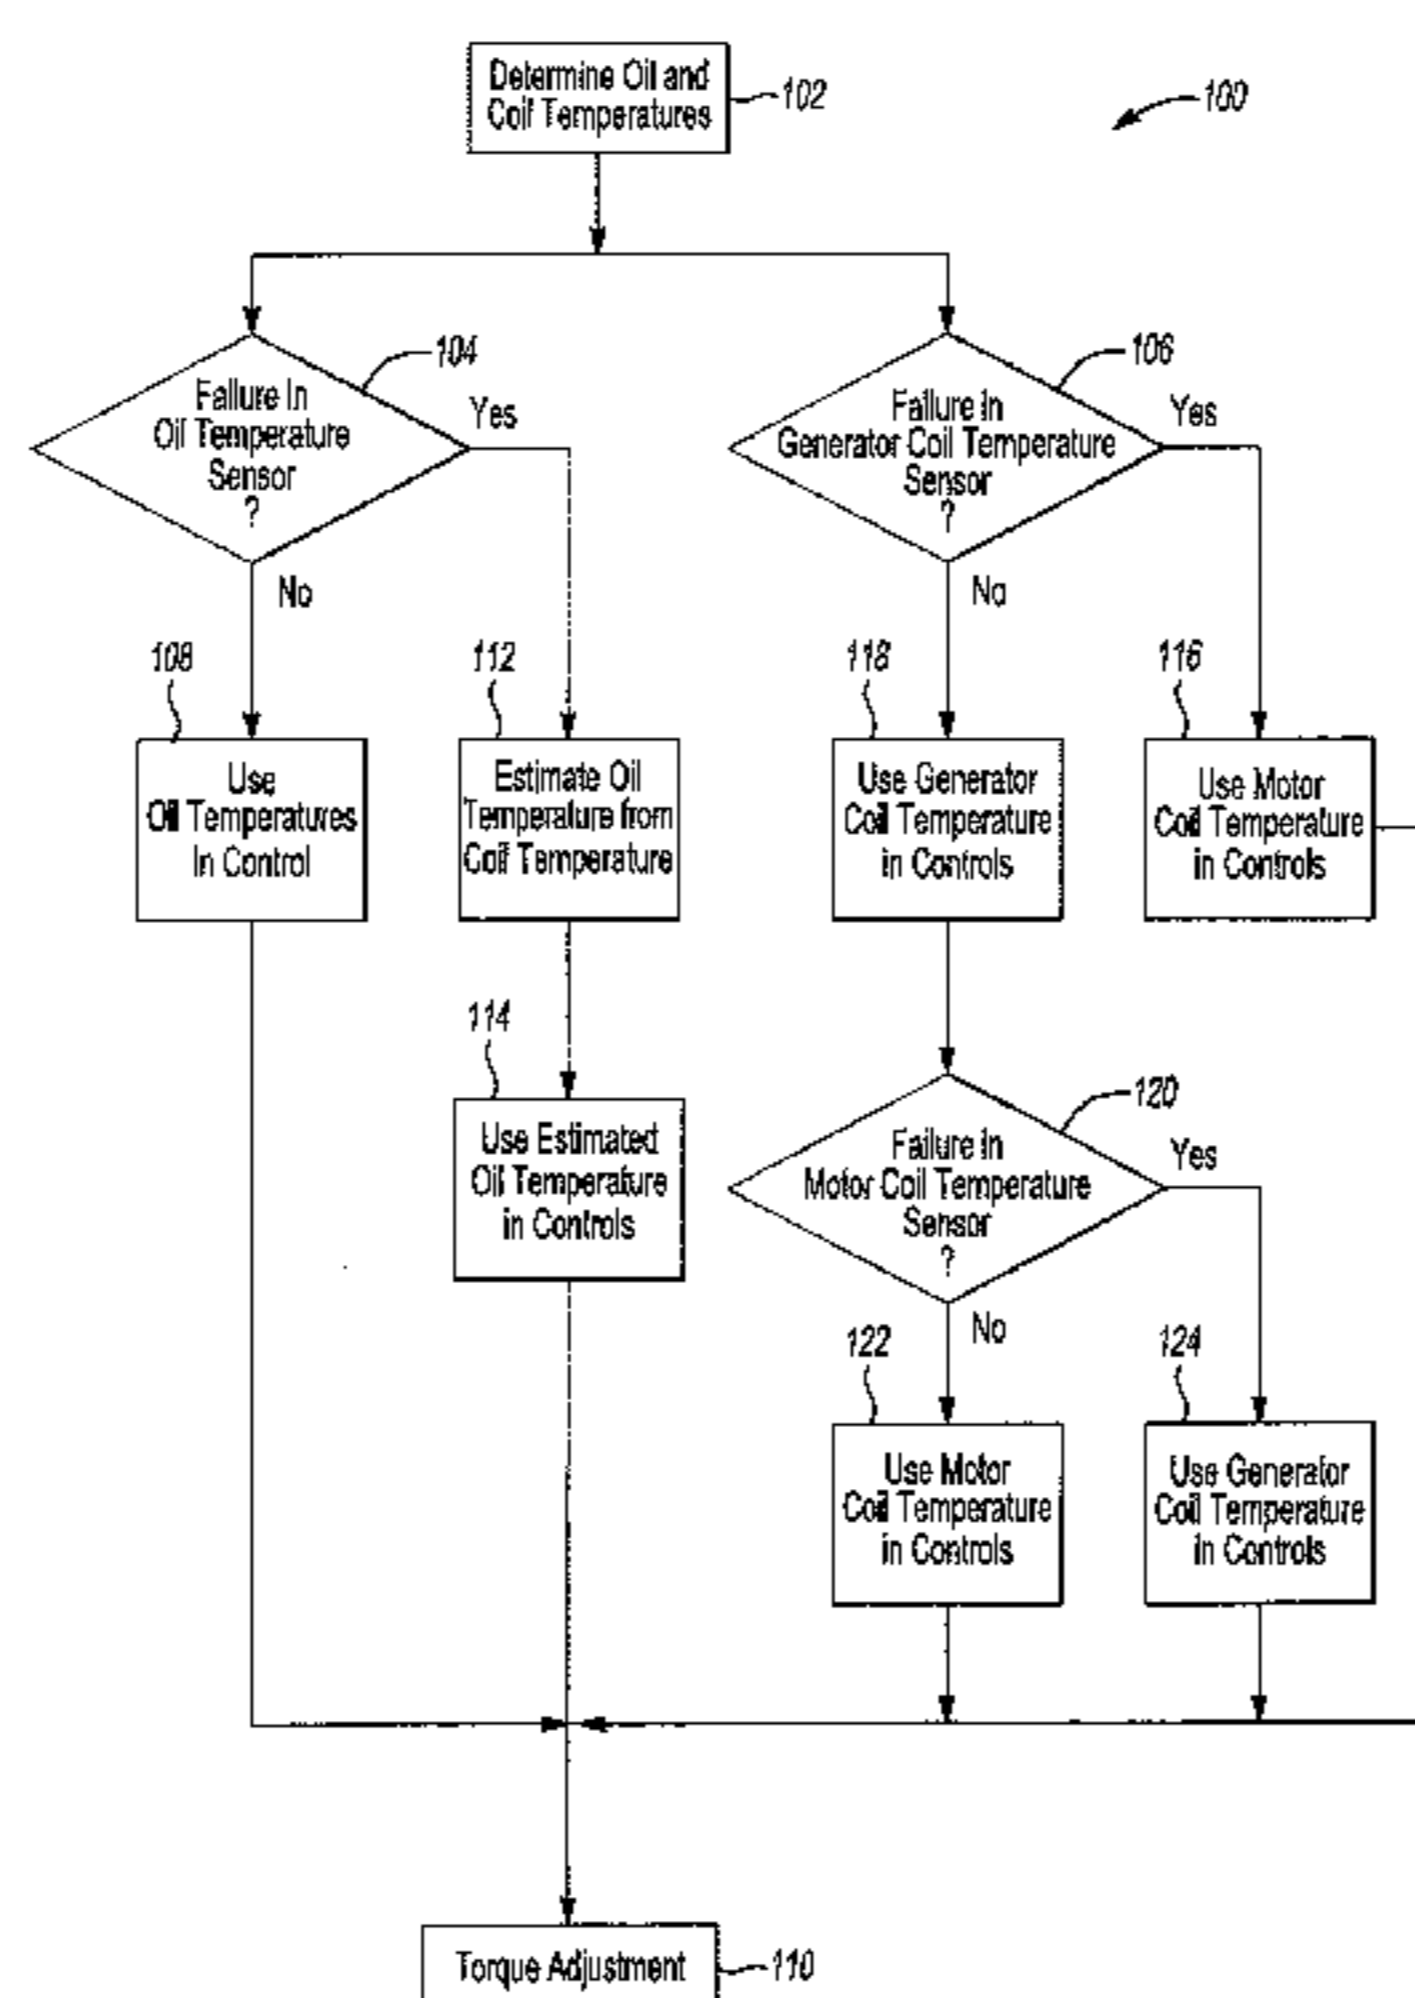 Determine Oil and
Coil Temperatures
102
100
104
Failure In
Oil Temperature
Sensor
?
Yes
No
106
Failure In
Generator Coil Temperature
Sensor
?
Yes
No
108
Use
Oil Temperatures
In Control
112
Estimate Oil
Temperature from
Coil Temperature
118
Use Generator
Coil Temperature
in Controls
116
Use Motor
Coil Temperature
in Controls
114
Use Estimated
Oil Temperature
in Controls
120
Failure In
Motor Coil Temperature
Sensor
?
Yes
No
122
Use Motor
Coil Temperature
in Controls
124
Use Generator
Coil Temperature
in Controls
Torque Adjustment
110